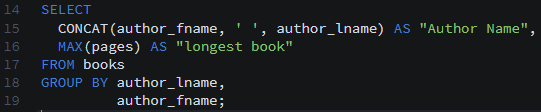 14 SELECT
15   CONCAT(author_fname, ' ', author_lname) AS "Author Name",
16   MAX(pages) AS "longest book"
17 FROM books
18 GROUP BY author_lname,
19          author_fname;